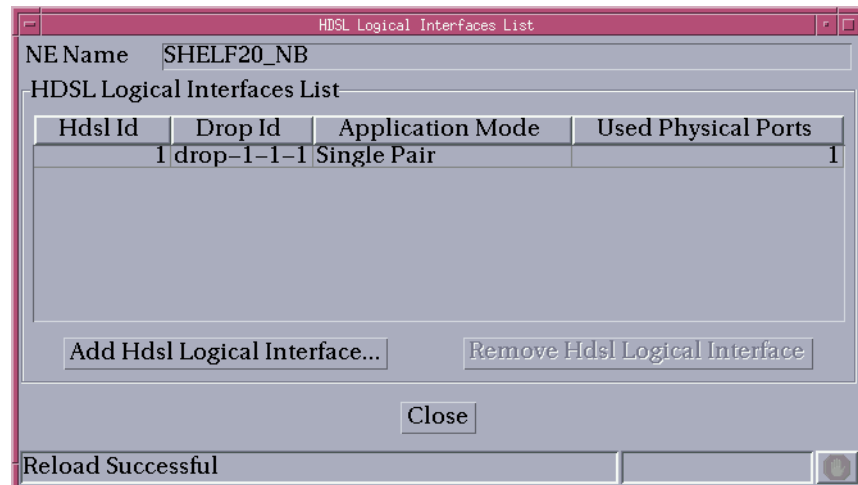 HDSL Logical Interfaces List
NE Name SHELF20_NB
HDSL Logical Interfaces List
Hdsl Id Drop Id Application Mode Used Physical Ports
1 drop-1-1-1 Single Pair 1
Add Hdsl Logical Interface... Remove Hdsl Logical Interface
Close
Reload Successful